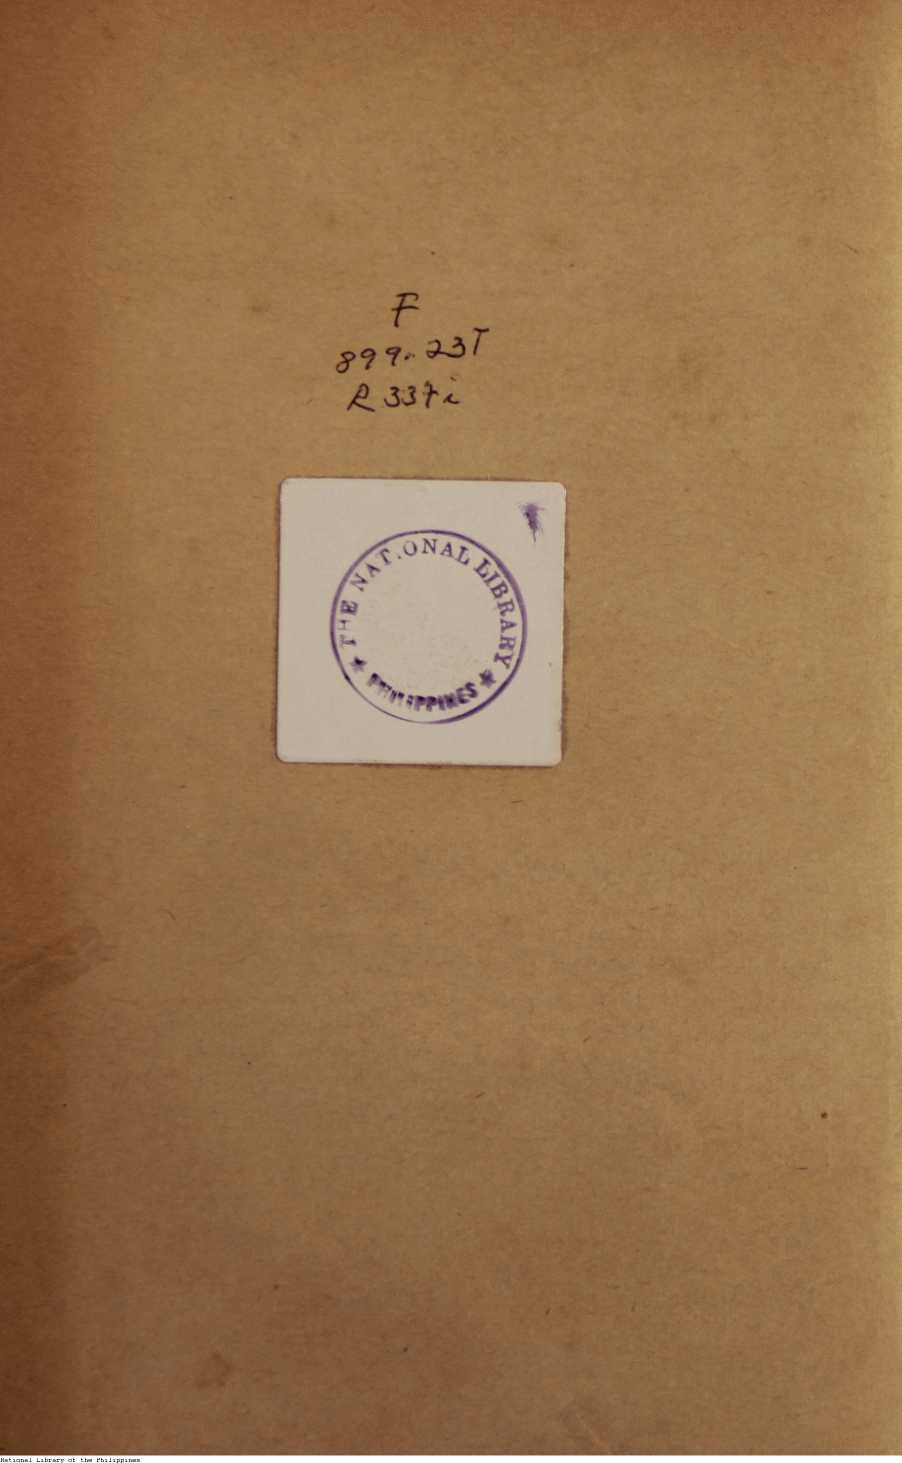 F
899.23T
R337i
THE NATIONAL LIBRARY
★ PHILIPPINES ★
National Library of the Philippines